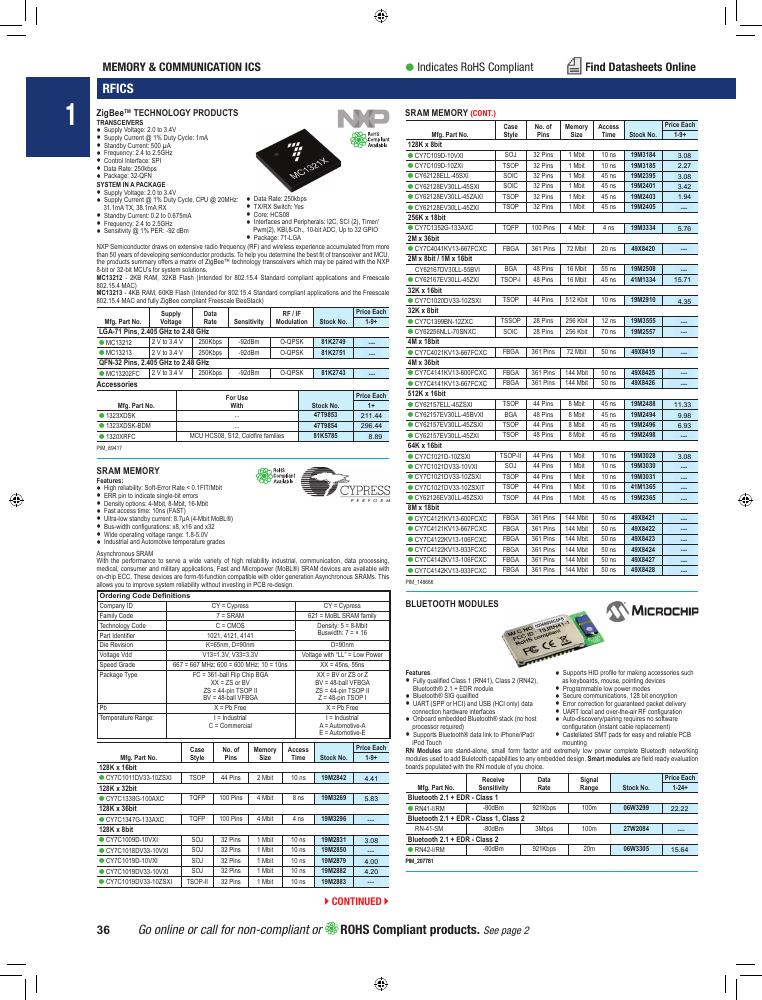 MEMORY & COMMUNICATION ICS
● Indicates RoHS Compliant
Find Datasheets Online
RFICS
1
ZigBee™ TECHNOLOGY PRODUCTS
TRANSCEIVERS
● Supply Voltage: 2.0 to 3.4V
● Supply Current @ 1% Duty Cycle: 1mA
● Standby Current: 500 µA
● Frequency: 2.4 to 2.5GHz
● Control Interface: SPI
● Data Rate: 250kbps
● Package: 32-QFN
NXP
RoHS
Compliant
Available
MC1321X
SYSTEM IN A PACKAGE
● Supply Voltage: 2.0 to 3.4V
● Supply Current @ 1% Duty Cycle, CPU @ 20MHz:
31.1mA TX, 38.1mA RX
● Standby Current: 0.2 to 0.675mA
● Frequency: 2.4 to 2.5GHz
● Sensitivity @ 1% PER: -92 dBm
● Data Rate: 250kbps
● TX/RX Switch: Yes
● Core: HCS08
● Interfaces and Peripherals: I2C, SCI (2), Timer/
Pwm(2), KBI,8-Ch., 10-bit ADC, Up to 32 GPIO
● Package: 71-LGA
NXP Semiconductor draws on extensive radio frequency (RF) and wireless experience accumulated from more
than 50 years of developing semiconductor products. To help you determine the best fit of transceiver and MCU,
the products summary offers a matrix of ZigBee™ technology transceivers which may be paired with the NXP
8-bit or 32-bit MCU's for system solutions.
MC13212 - 2KB RAM, 32KB Flash (Intended for 802.15.4 Standard compliant applications and Freescale
802.15.4 MAC)
MC13213 - 4KB RAM, 60KB Flash (Intended for 802.15.4 Standard compliant applications and the Freescale
802.15.4 MAC and fully ZigBee compliant Freescale BeeStack)
Mfg. Part No. Supply Voltage Data Rate Sensitivity RF / IF Modulation Stock No. Price Each 1-9+
LGA-71 Pins, 2.405 GHz to 2.48 GHz
● MC13212 2 V to 3.4 V 250Kbps -92dBm O-QPSK 81K2749 —
● MC13213 2 V to 3.4 V 250Kbps -92dBm O-QPSK 81K2751 —
QFN-32 Pins, 2.405 GHz to 2.48 GHz
● MC13202FC 2 V to 3.4 V 250Kbps -92dBm O-QPSK 81K2743 —
Accessories
Mfg. Part No. For Use With Stock No. Price Each 1+
● 1323XDSK ... 47T9853 211.44
● 1323XDSK-BDM ... 47T9854 296.44
● 1320XRFC MCU HCS08, S12, Coldfire families 81K5785 8.89
PIM_89417
SRAM MEMORY
RoHS
Compliant
Available
CYPRESS
PERFORM
Features:
● High reliability: Soft-Error Rate < 0.1FIT/Mbit
● ERR pin to indicate single-bit errors
● Density options: 4-Mbit, 8-Mbit, 16-Mbit
● Fast access time: 10ns (FAST)
● Ultra-low standby current: 8.7µA (4-Mbit MoBL®)
● Bus-width configurations: x8, x16 and x32
● Wide operating voltage range: 1.8-5.0V
● Industrial and Automotive temperature grades
Asynchronous SRAM
With the performance to serve a wide variety of high reliability industrial, communication, data processing,
medical, consumer and military applications, Fast and Micropower (MoBL®) SRAM devices are available with
on-chip ECC. These devices are form-fit-function compatible with older generation Asynchronous SRAMs. This
allows you to improve system reliability without investing in PCB re-design.
Ordering Code Definitions
Company ID CY = Cypress CY = Cypress
Family Code 7 = SRAM 621 = MoBL SRAM family
Technology Code C = CMOS Density: 5 = 8-Mbit
Part Identifier 1021, 4121, 4141 Buswidth: 7 = × 16
Die Revision K=65nm, D=90nm D=90nm
Voltage Vdd V13=1.3V, V33=3.3V Voltage with "LL" = Low Power
Speed Grade 667 = 667 MHz; 600 = 600 MHz; 10 = 10ns XX = 45ns, 55ns
Package Type FC = 361-ball Flip Chip BGA XX = BV or ZS or Z
XX = ZS or BV BV = 48-ball VFBGA
ZS = 44-pin TSOP II ZS = 44-pin TSOP II
BV = 48-ball VFBGA Z = 48-pin TSOP I
Pb X = Pb Free X = Pb Free
Temperature Range: I = Industrial I = Industrial
C = Commercial A = Automotive-A
E = Automotive-E
Mfg. Part No. Case Style No. of Pins Memory Size Access Time Stock No. Price Each 1-9+
128K x 16bit
● CY7C1011DV33-10ZSXI TSOP 44 Pins 2 Mbit 10 ns 19M2842 4.41
128K x 32bit
● CY7C1338G-100AXC TQFP 100 Pins 4 Mbit 8 ns 19M3269 5.83
128K x 36bit
● CY7C1347G-133AXC TQFP 100 Pins 4 Mbit 4 ns 19M3296 —
128K x 8bit
● CY7C1009D-10VXI SOJ 32 Pins 1 Mbit 10 ns 19M2831 3.08
● CY7C1018DV33-10VXI SOJ 32 Pins 1 Mbit 10 ns 19M2850 —
● CY7C1019D-10VXI SOJ 32 Pins 1 Mbit 10 ns 19M2879 4.00
● CY7C1019DV33-10VXI SOJ 32 Pins 1 Mbit 10 ns 19M2882 4.20
● CY7C1019DV33-10ZSXI TSOP-II 32 Pins 1 Mbit 10 ns 19M2883 —
CONTINUED
SRAM MEMORY (CONT.)
Mfg. Part No. Case Style No. of Pins Memory Size Access Time Stock No. Price Each 1-9+
128K X 8bit
● CY7C109D-10VXI SOJ 32 Pins 1 Mbit 10 ns 19M3184 3.08
● CY7C109D-10ZXI TSOP 32 Pins 1 Mbit 10 ns 19M3185 2.27
● CY62128ELL-45SXI SOIC 32 Pins 1 Mbit 45 ns 19M2395 3.08
● CY62128EV30LL-45SXI SOIC 32 Pins 1 Mbit 45 ns 19M2401 3.42
● CY62128EV30LL-45ZAXI TSOP 32 Pins 1 Mbit 45 ns 19M2403 1.94
● CY62128EV30LL-45ZXI TSOP 32 Pins 1 Mbit 45 ns 19M2405 —
256K x 18bit
● CY7C1352G-133AXC TQFP 100 Pins 4 Mbit 4 ns 19M3334 5.76
2M x 36bit
● CY7C4041KV13-667FCXC FBGA 361 Pins 72 Mbit 20 ns 49X8420 —
2M x 8bit / 1M x 16bit
CY62167DV30LL-55BVI BGA 48 Pins 16 Mbit 55 ns 19M2508 —
● CY62167EV30LL-45ZXI TSOP-I 48 Pins 16 Mbit 45 ns 41M1334 15.71
32K X 16bit
● CY7C1020DV33-10ZSXI TSOP 44 Pins 512 Kbit 10 ns 19M2910 4.35
32K X 8bit
● CY7C1399BN-12ZXC TSSOP 28 Pins 256 Kbit 12 ns 19M3555 —
● CY62256NLL-70SNXC SOIC 28 Pins 256 Kbit 70 ns 19M2557 —
4M x 18bit
● CY7C4021KV13-667FCXC FBGA 361 Pins 72 Mbit 50 ns 49X8419 —
4M x 36bit
● CY7C4141KV13-600FCXC FBGA 361 Pins 144 Mbit 50 ns 49X8425 —
● CY7C4141KV13-667FCXC FBGA 361 Pins 144 Mbit 50 ns 49X8426 —
512K x 16bit
● CY62157ELL-45ZSXI TSOP 44 Pins 8 Mbit 45 ns 19M2488 11.33
● CY62157EV30LL-45BVXI BGA 48 Pins 8 Mbit 45 ns 19M2494 9.98
● CY62157EV30LL-45ZSXI TSOP 44 Pins 8 Mbit 45 ns 19M2496 6.93
● CY62157EV30LL-45ZXI TSOP 48 Pins 8 Mbit 45 ns 19M2498 —
64K x 16bit
● CY7C1021D-10ZSXI TSOP-II 44 Pins 1 Mbit 10 ns 19M3028 3.08
● CY7C1021DV33-10VXI SOJ 44 Pins 1 Mbit 10 ns 19M3030 —
● CY7C1021DV33-10ZSXI TSOP 44 Pins 1 Mbit 10 ns 19M3031 —
● CY7C1021DV33-10ZSXIT TSOP 44 Pins 1 Mbit 10 ns 41M1365 —
● CY62126EV30LL-45ZSXI TSOP 44 Pins 1 Mbit 45 ns 19M2365 —
8M x 18bit
● CY7C4121KV13-600FCXC FBGA 361 Pins 144 Mbit 50 ns 49X8421 —
● CY7C4121KV13-667FCXC FBGA 361 Pins 144 Mbit 50 ns 49X8422 —
● CY7C4122KV13-106FCXC FBGA 361 Pins 144 Mbit 50 ns 49X8423 —
● CY7C4122KV13-933FCXC FBGA 361 Pins 144 Mbit 50 ns 49X8424 —
● CY7C4142KV13-106FCXC FBGA 361 Pins 144 Mbit 50 ns 49X8427 —
● CY7C4142KV13-933FCXC FBGA 361 Pins 144 Mbit 50 ns 49X8428 —
PIM_148666
BLUETOOTH MODULES
MICROCHIP
Features
● Fully qualified Class 1 (RN41), Class 2 (RN42),
Bluetooth® 2.1 + EDR module
● Bluetooth® SIG qualified
● UART (SPP or HCI) and USB (HCI only) data
connection hardware interfaces
● Onboard embedded Bluetooth® stack (no host
processor required)
● Supports Bluetooth® data link to iPhone/iPad/
iPod Touch
● Supports HID profile for making accessories such
as keyboards, mouse, pointing devices
● Programmable low power modes
● Secure communications, 128 bit encryption
● Error correction for guaranteed packet delivery
● UART local and over-the-air RF configuration
● Auto-discovery/pairing requires no software
configuration (instant cable replacement)
● Castellated SMT pads for easy and reliable PCB
mounting
RN Modules are stand-alone, small form factor and extremely low power complete Bluetooth networking
modules used to add Buletooth capabilities to any embedded design. Smart modules are field ready evaluation
boards populated with the RN module of you choice.
Mfg. Part No. Receive Sensitivity Data Rate Signal Range Stock No. Price Each 1-24+
Bluetooth 2.1 + EDR - Class 1
● RN41-I/RM -80dBm 921Kbps 100m 06W3299 22.22
Bluetooth 2.1 + EDR - Class 1, Class 2
RN-41-SM -80dBm 3Mbps 100m 27W2084 —
Bluetooth 2.1 + EDR - Class 2
● RN42-I/RM -80dBm 921Kbps 20m 06W3305 15.64
PIM_207781
36 Go online or call for non-compliant or ROHS Compliant products. See page 2